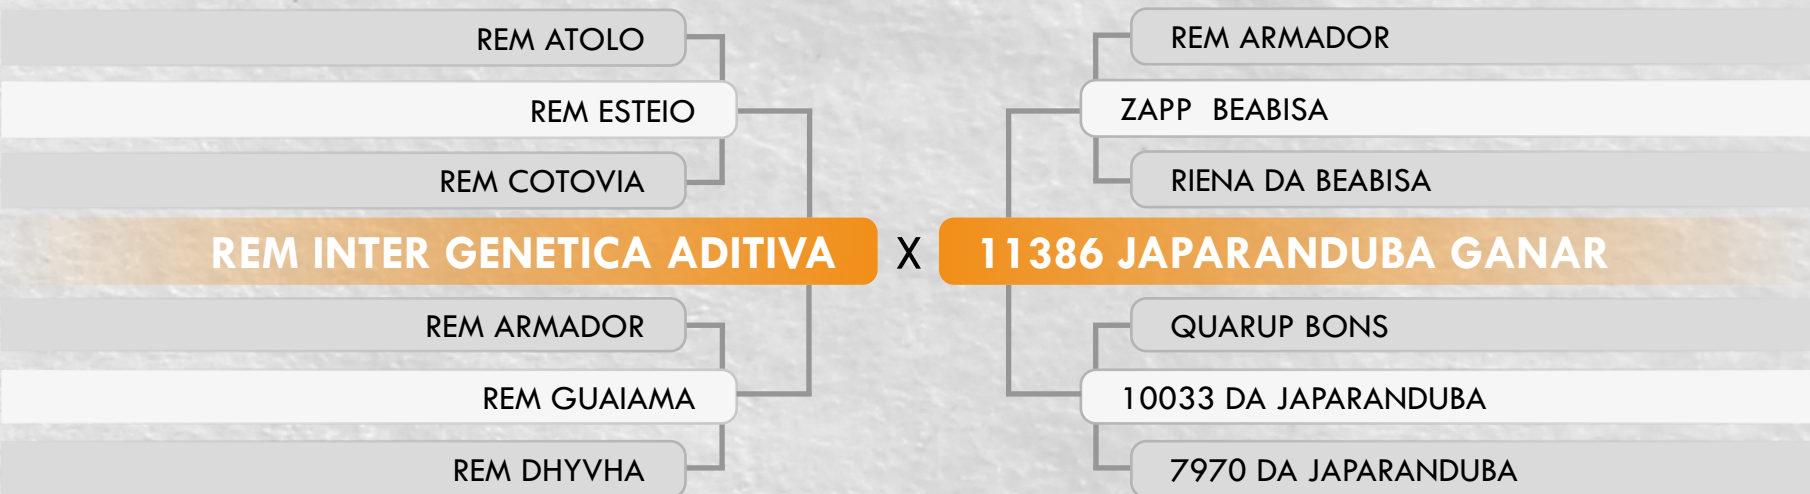 REM ATOLO
REM ESTEIO
REM COTOVIA
REM INTER GENETICA ADITIVA
REM ARMADOR
REM GUAIAMA
REM DHYVHA
X
REM ARMADOR
ZAPP BEABISA
RIENA DA BEABISA
11386 JAPARANDUBA GANAR
QUARUP BONS
10033 DA JAPARANDUBA
7970 DA JAPARANDUBA